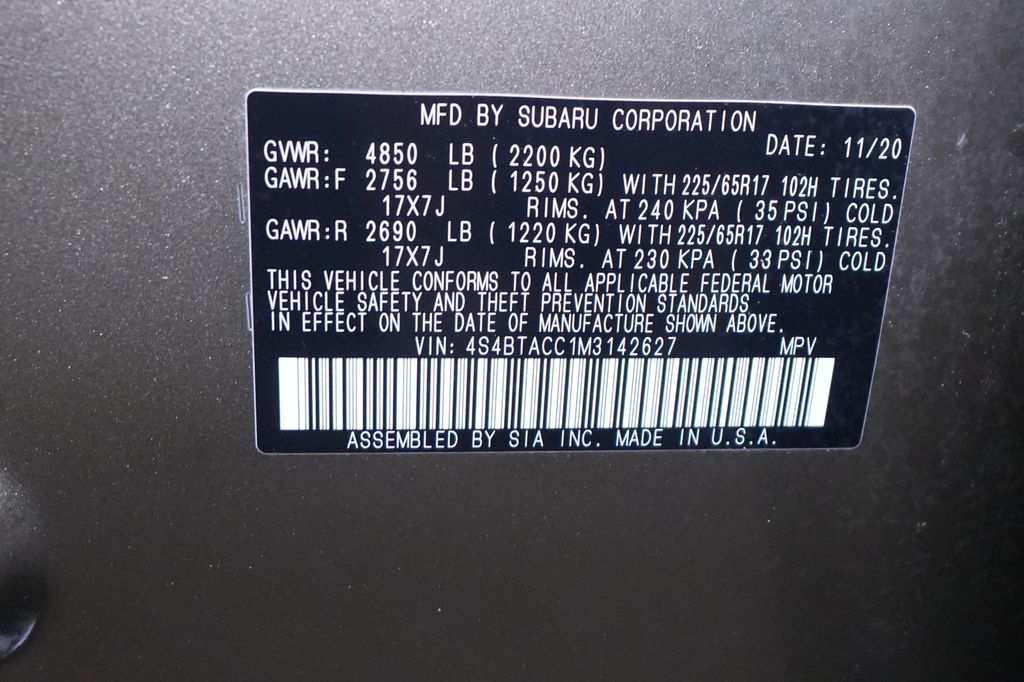 MFD BY SUBARU CORPORATION
DATE: 11/20
GVWR: 4850 LB ( 2200 KG)
GAWR:F 2756 LB ( 1250 KG) WITH 225/65R17 102H TIRES.
17X7J RIMS. AT 240 KPA ( 35 PSI) COLD
GAWR:R 2690 LB ( 1220 KG) WITH 225/65R17 102H TIRES.
17X7J RIMS. AT 230 KPA ( 33 PSI) COLD
THIS VEHICLE CONFORMS TO ALL APPLICABLE FEDERAL MOTOR
VEHICLE SAFETY AND THEFT PREVENTION STANDARDS
IN EFFECT ON THE DATE OF MANUFACTURE SHOWN ABOVE.
VIN: 4S4BTACC1M3142627 MPV
ASSEMBLED BY SIA INC. MADE IN U.S.A.